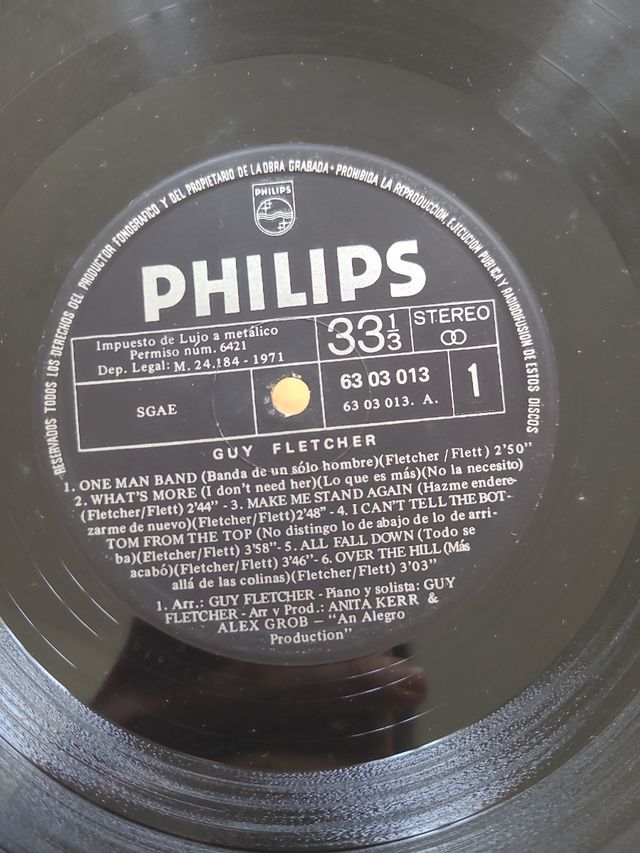 RESERVADOS TODOS LOS DERECHOS DEL PRODUCTOR FONOGRAFICO Y DEL PROPIETARIO DE LA OBRA GRABADA • PROHIBIDA LA REPRODUCCION, EJECUCION PUBLICA Y RADIODIFUSION DE ESTOS DISCOS
PHILIPS
PHILIPS
Impuesto de Lujo a metálico
Permiso núm. 6421
Dep. Legal: M. 24.184 - 1971
33 1/3
STEREO
SGAE
63 03 013
63 03 013. A.
1
GUY FLETCHER
1. ONE MAN BAND (Banda de un sólo hombre)(Fletcher /Flett) 2'50"
2. WHAT'S MORE (I don't need her)(Lo que es más)(No la necesito)
(Fletcher/Flett) 2'44" - 3. MAKE ME STAND AGAIN (Hazme endere-
zarme de nuevo)(Fletcher/Flett)2'48" - 4. I CAN'T TELL THE BOT-
TOM FROM THE TOP (No distingo lo de abajo de lo de arri-
ba)(Eletcher/Flett) 3'58" - 5. ALL FALL DOWN (Todo se
acabó)(Fletcher/Flett) 3'46" - 6. OVER THE HILL (Más
allá de las colinas)(Fletcher/Flett) 3'03"
1. Arr.: GUY FLETCHER - Piano y solista: GUY
FLETCHER - Arr y Prod.: ANITA KERR &
ALEX GROB – "An Alegro
Production"